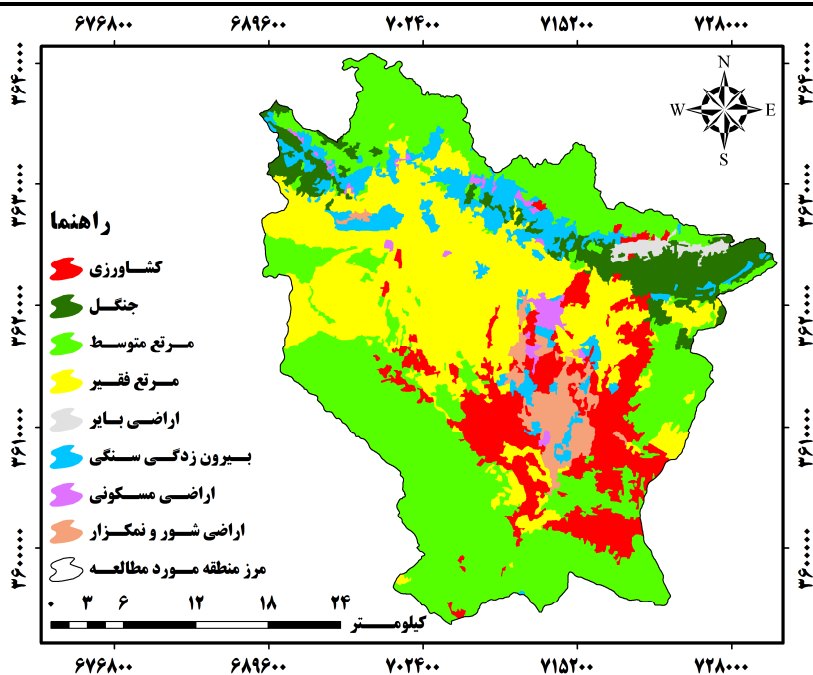 ۶۷۶۸۰۰ ۶۸۹۶۰۰ ۷۰۲۴۰۰ ۷۱۵۲۰۰ ۷۲۸۰۰۰
۳۶۴۰۰۰۰ ۳۶۴۰۰۰۰
N
W E
S
۳۶۳۰۰۰۰ ۳۶۳۰۰۰۰
راهنما
کشاورزی
جنگل
۳۶۲۰۰۰۰ ۳۶۲۰۰۰۰
مرتع متوسط
مرتع فقیر
اراضی بایر
۳۶۱۰۰۰۰ ۳۶۱۰۰۰۰
بیرون زدگی سنگی
اراضی مسکونی
اراضی شور و نمکزار
۳۶۰۰۰۰۰ ۳۶۰۰۰۰۰
مرز منطقه مورد مطالعه
۰ ۳ ۶ ۱۲ ۱۸ ۲۴
کیلومتر
۶۷۶۸۰۰ ۶۸۹۶۰۰ ۷۰۲۴۰۰ ۷۱۵۲۰۰ ۷۲۸۰۰۰